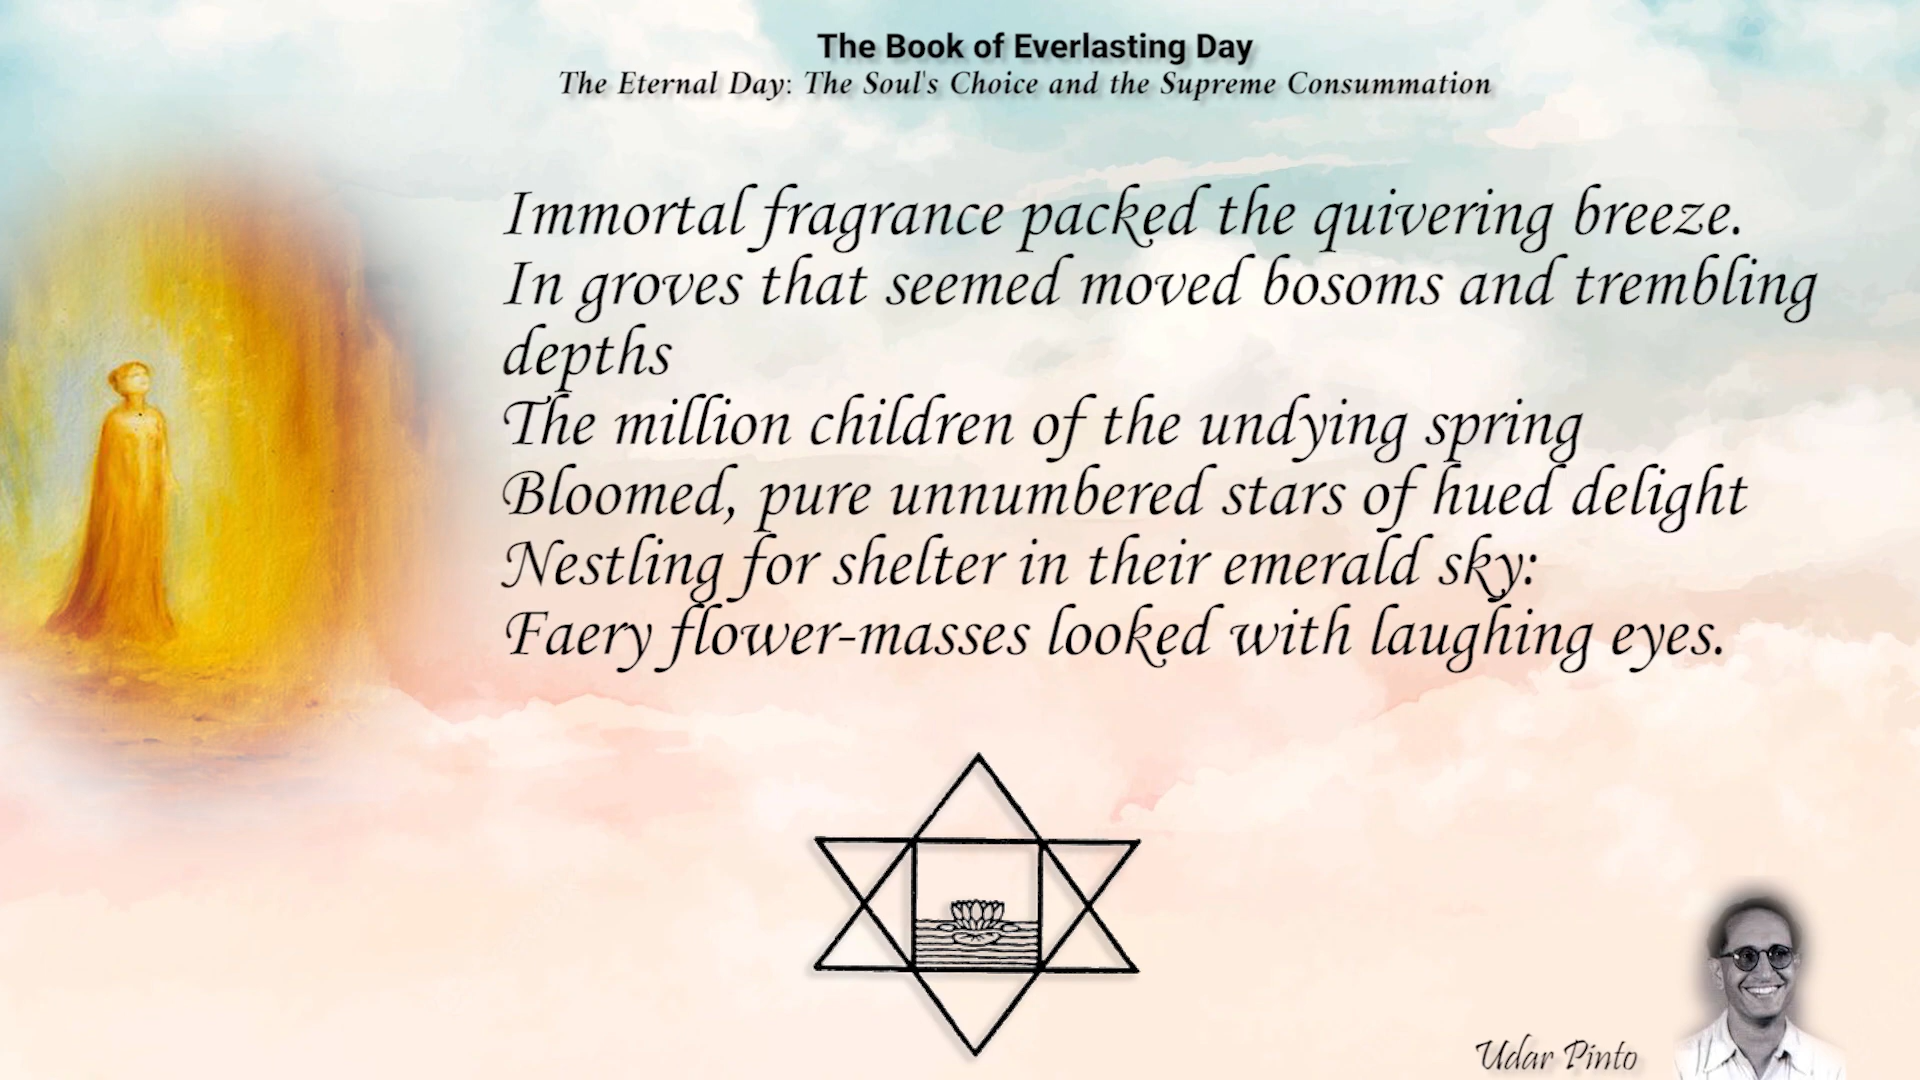 The Book of Everlasting Day
The Eternal Day: The Soul's Choice and the Supreme Consummation
Immortal fragrance packed the quivering breeze.
In groves that seemed moved bosoms and trembling
depths
The million children of the undying spring
Bloomed, pure unnumbered stars of hued delight
Nestling for shelter in their emerald sky:
Faery flower-masses looked with laughing eyes.
Udar Pinto